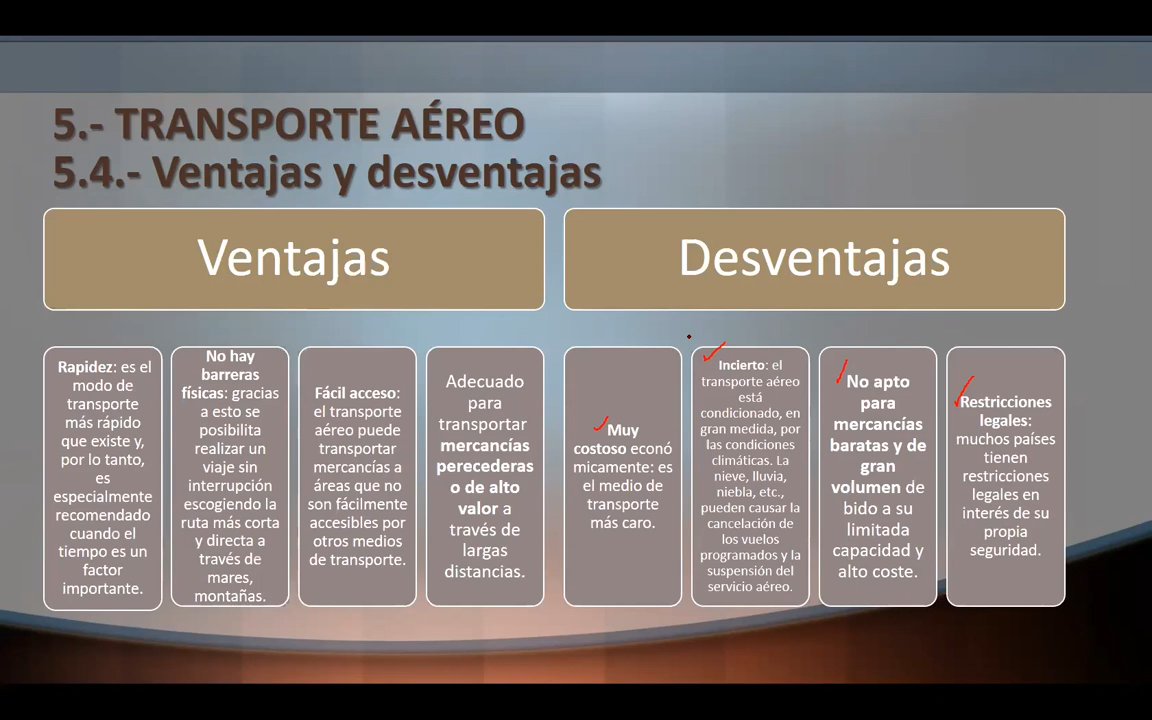 5.- TRANSPORTE AÉREO
5.4.- Ventajas y desventajas
Ventajas
Rapidez: es el
modo de
transporte
más rápido
que existe y,
por lo tanto,
es
especialmente
recomendado
cuando el
tiempo es un
factor
importante.
No hay
barreras
físicas: gracias
a esto se
posibilita
realizar un
viaje sin
interrupción
escogiendo la
ruta más corta
y directa a
través de
mares,
montañas.
Fácil acceso:
el transporte
aéreo puede
transportar
mercancías a
áreas que no
son fácilmente
accesibles por
otros medios
de transporte.
Adecuado
para
transportar
mercancías
perecederas
o de alto
valor a
través de
largas
distancias.
Desventajas
Muy
costoso econó
micamente: es
el medio de
transporte
más caro.
Incierto: el
transporte aéreo
está
condicionado, en
gran medida, por
las condiciones
climáticas. La
nieve, lluvia,
niebla, etc.,
pueden causar la
cancelación de
los vuelos
programados y la
suspensión del
servicio aéreo.
No apto
para
mercancías
baratas y de
gran
volumen de
bido a su
limitada
capacidad y
alto coste.
Restricciones
legales:
muchos países
tienen
restricciones
legales en
interés de su
propia
seguridad.